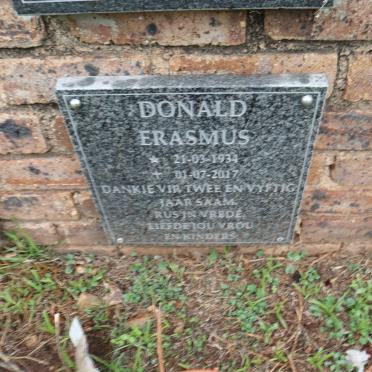 DONALD
ERASMUS
★ 21-03-1934
✝ 01-07-2017
DANKIE VIR TWEE EN VYFTIG
JAAR SAAM.
RUS IN VREDE.
LIEFDE JOU VROU
EN KINDERS